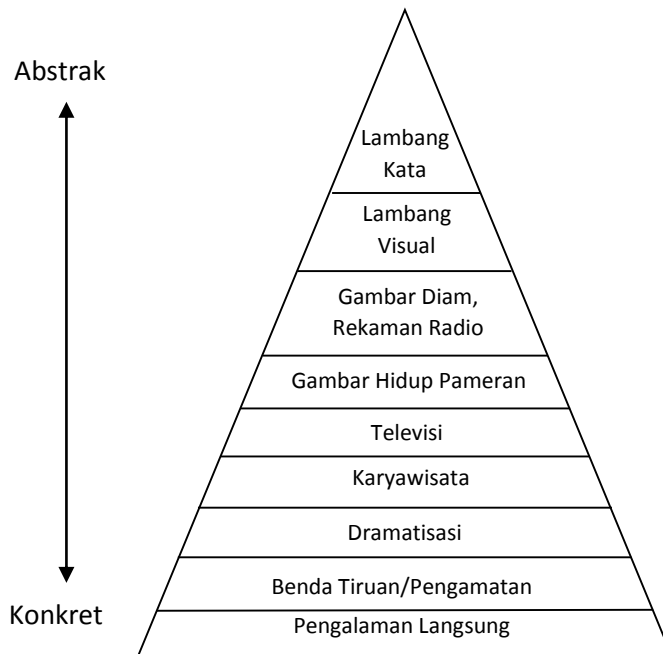 Abstrak
Lambang
Kata
Lambang
Visual
Gambar Diam,
Rekaman Radio
Gambar Hidup Pameran
Televisi
Karyawisata
Dramatisasi
Benda Tiruan/Pengamatan
Konkret
Pengalaman Langsung